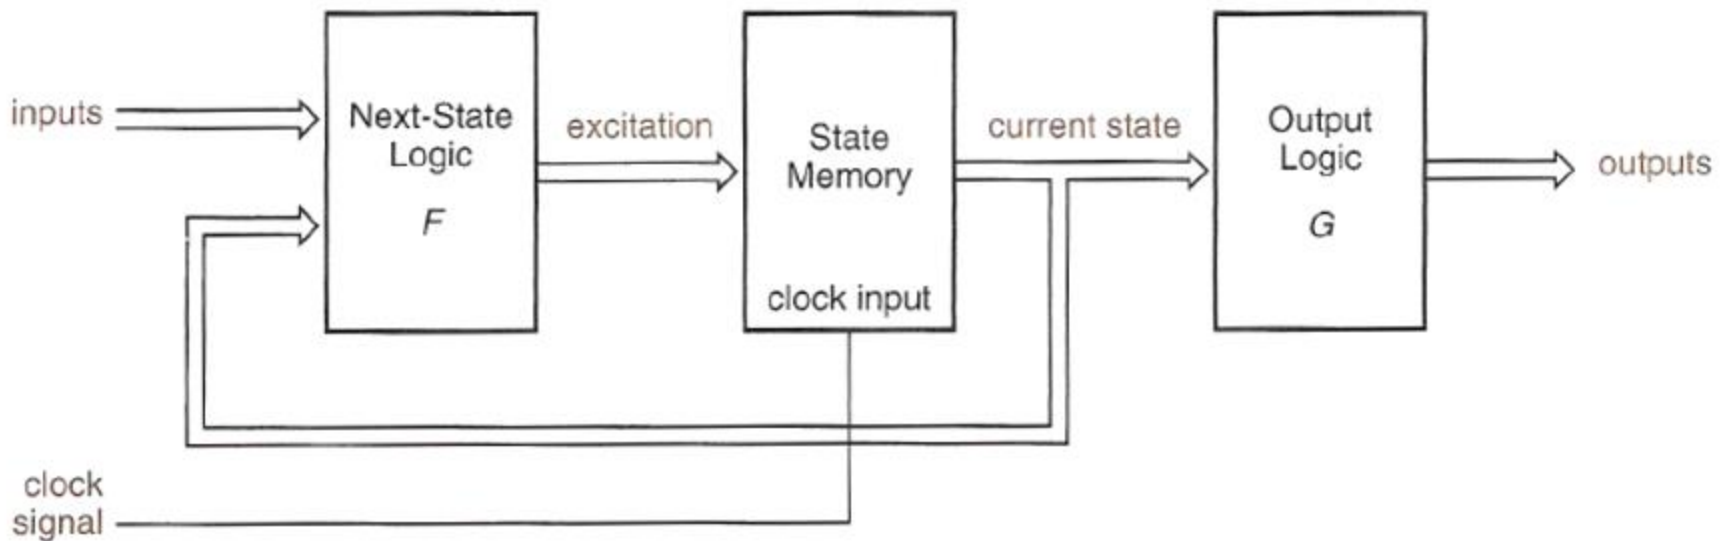 inputs
Next-State
Logic
F
excitation
State
Memory
clock input
current state
Output
Logic
G
outputs
clock
signal